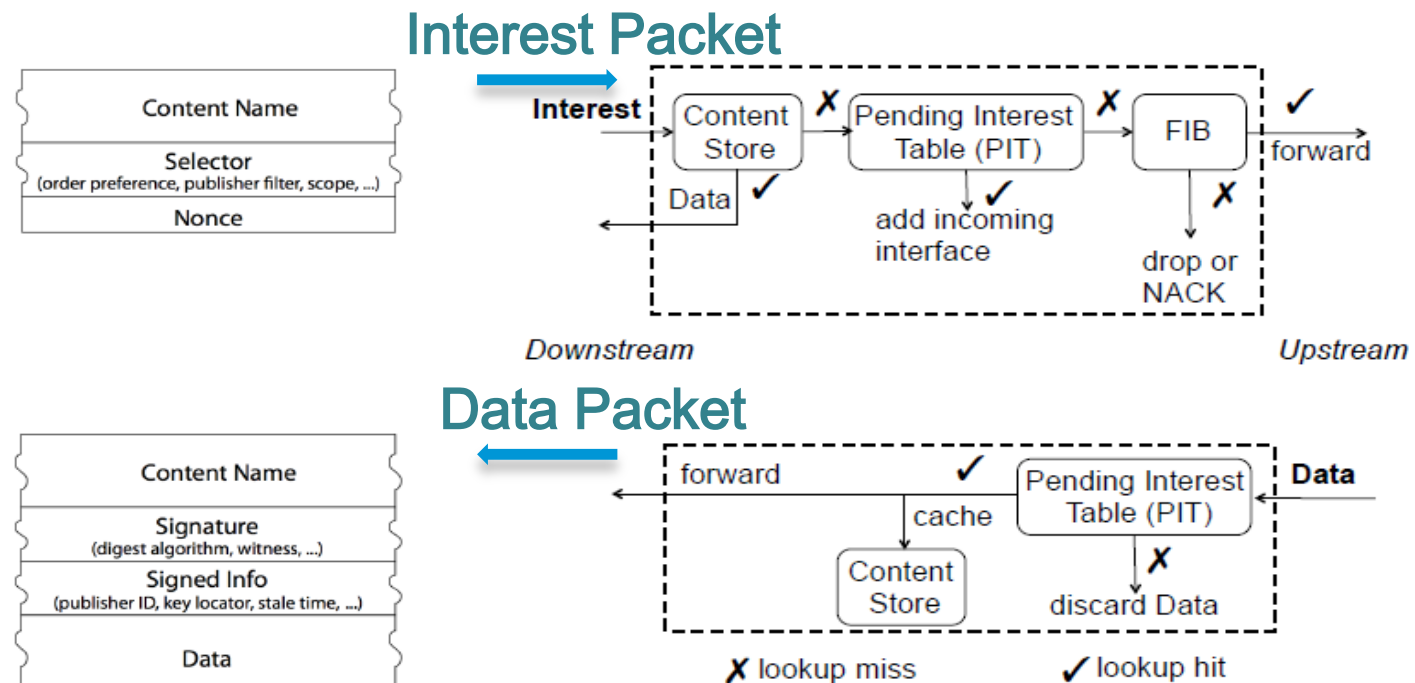 Interest Packet
Content Name
Selector
(order preference, publisher filter, scope, ...)
Nonce
Interest
Content
Store
✗
Pending Interest
Table (PIT)
✗
FIB
✓
forward
Data
✓
✓
add incoming
interface
✗
drop or
NACK
Downstream
Upstream
Data Packet
Content Name
Signature
(digest algorithm, witness, ...)
Signed Info
(publisher ID, key locator, stale time, ...)
Data
forward
✓
Pending Interest
Table (PIT)
Data
cache
Content
Store
✗
discard Data
✗ lookup miss
✓ lookup hit